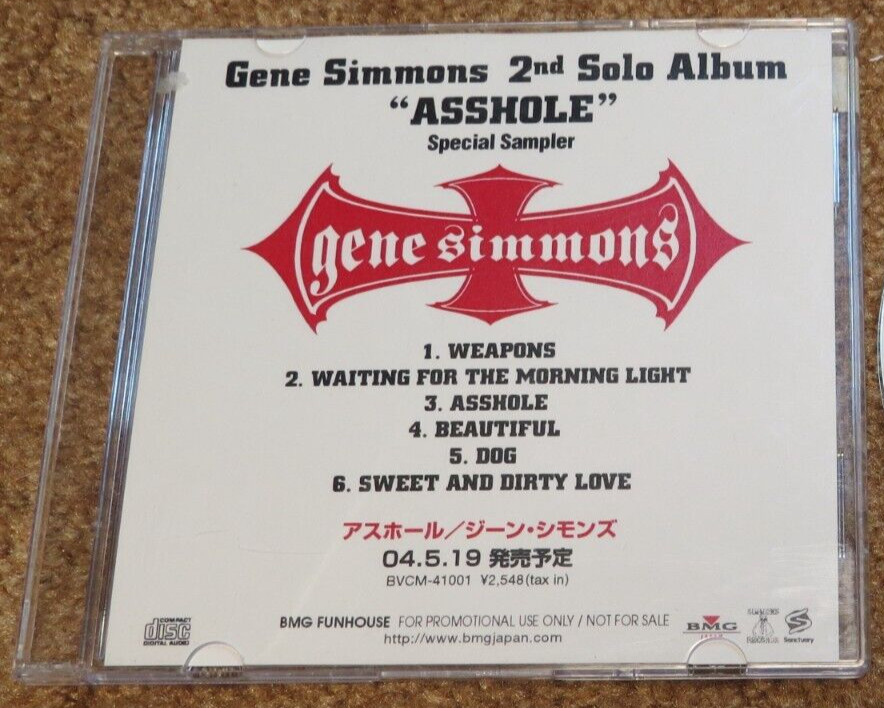 Gene Simmons 2nd Solo Album
“ASSHOLE”
Special Sampler
gene simmons
1. WEAPONS
2. WAITING FOR THE MORNING LIGHT
3. ASSHOLE
4. BEAUTIFUL
5. DOG
6. SWEET AND DIRTY LOVE
アスホール／ジーン・シモンズ
04.5.19 発売予定
BVCM-41001 ¥2,548(tax in)
COMPACT
disc
DIGITAL AUDIO
BMG FUNHOUSE FOR PROMOTIONAL USE ONLY / NOT FOR SALE
http://www.bmgjapan.com
BMG
JAPAN
SIMMONS
RECORDS
Sanctuary